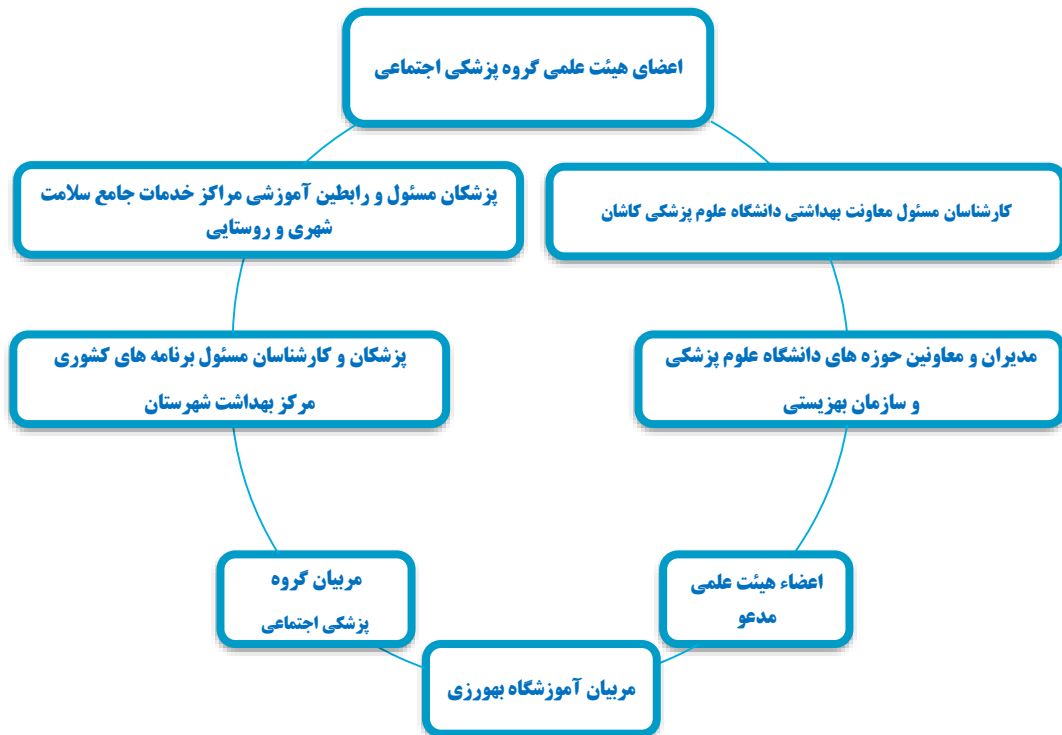 اعضای هیئت علمی گروه پزشکی اجتماعی
کارشناسان مسئول معاونت بهداشتی دانشگاه علوم پزشکی کاشان
پزشکان مسئول و رابطین آموزشی مراکز خدمات جامع سلامت
شهری و روستایی
مدیران و معاونین حوزه های دانشگاه علوم پزشکی
و سازمان بهزیستی
پزشکان و کارشناسان مسئول برنامه های کشوری
مرکز بهداشت شهرستان
اعضاء هیئت علمی
مدعو
مربیان گروه
پزشکی اجتماعی
مربیان آموزشگاه بهورزی